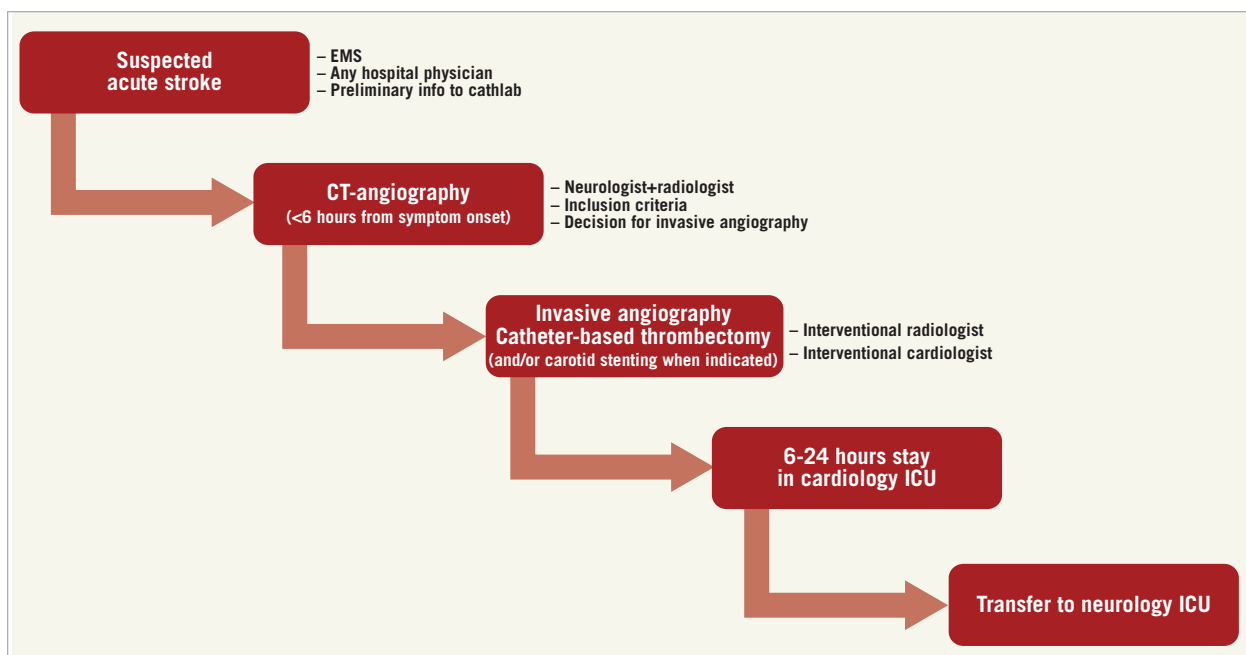 Suspected
acute stroke
– EMS
– Any hospital physician
– Preliminary info to cathlab
CT-angiography
(<6 hours from symptom onset)
– Neurologist+radiologist
– Inclusion criteria
– Decision for invasive angiography
Invasive angiography
Catheter-based thrombectomy
(and/or carotid stenting when indicated)
– Interventional radiologist
– Interventional cardiologist
6-24 hours stay
in cardiology ICU
Transfer to neurology ICU